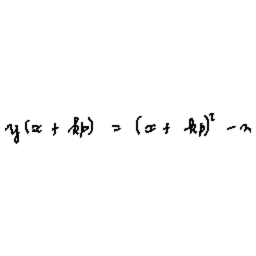 y(x + kp) = (x + kp)² - n